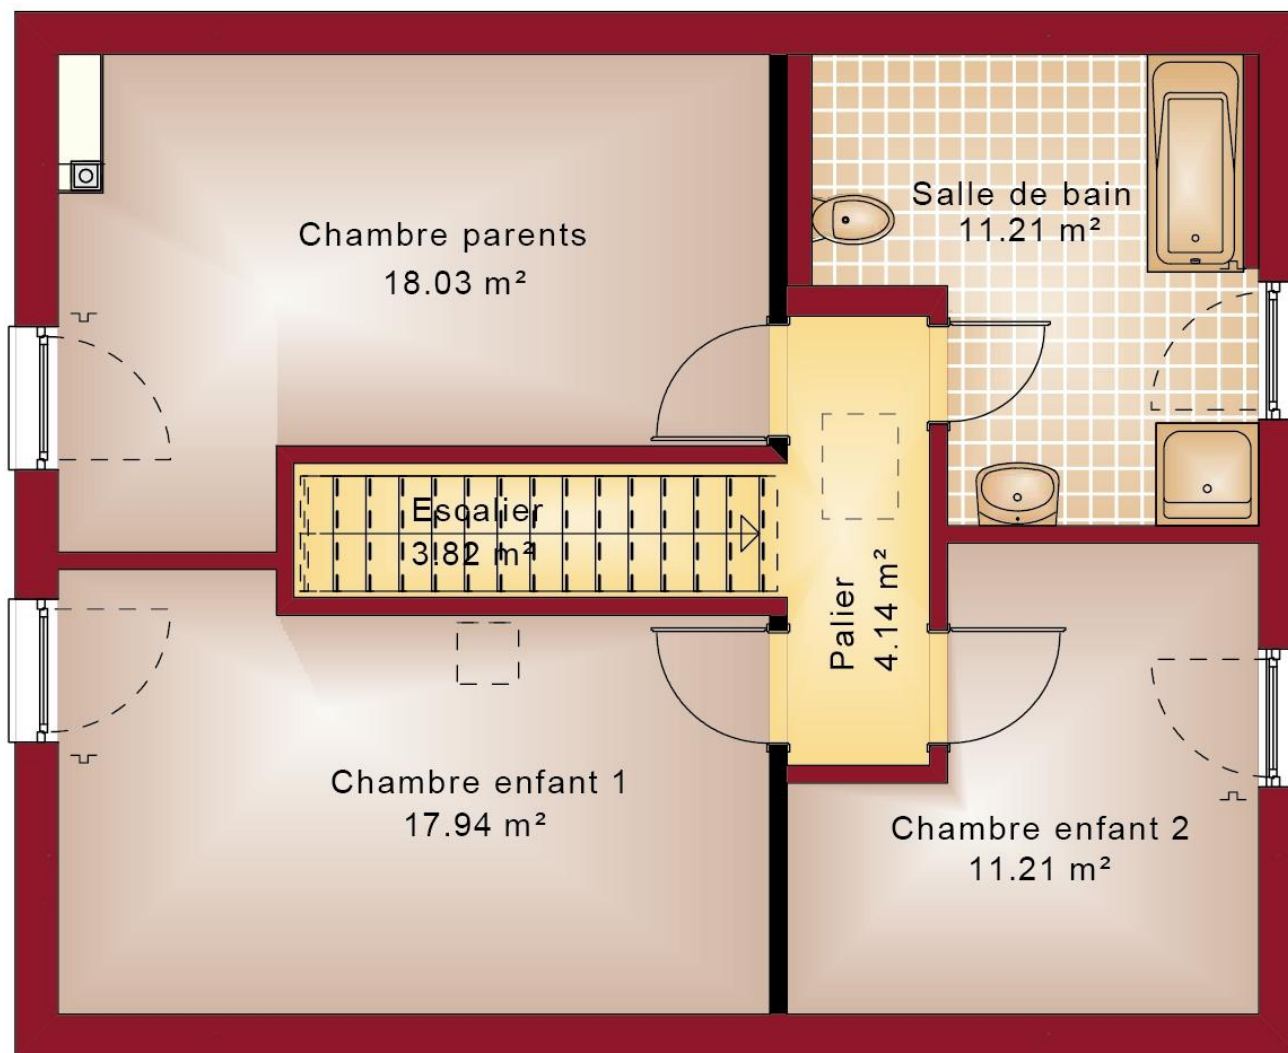 Chambre parents
18.03 m²
Salle de bain
11.21 m²
Escalier
3.82 m²
Palier
4.14 m²
Chambre enfant 1
17.94 m²
Chambre enfant 2
11.21 m²